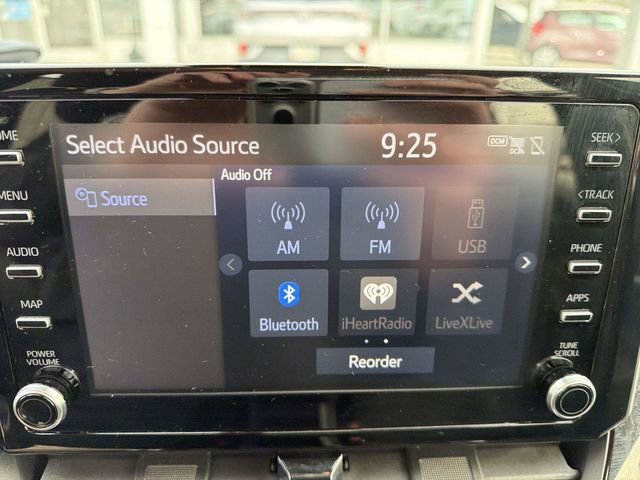 Select Audio Source
9:25
DCM
DCM
Source
Audio Off
AM
FM
USB
Bluetooth
iHeartRadio
LiveXLive
Reorder
MENU
AUDIO
MAP
POWER
VOLUME
SEEK >
< TRACK
PHONE
APPS
TUNE
SCROLL